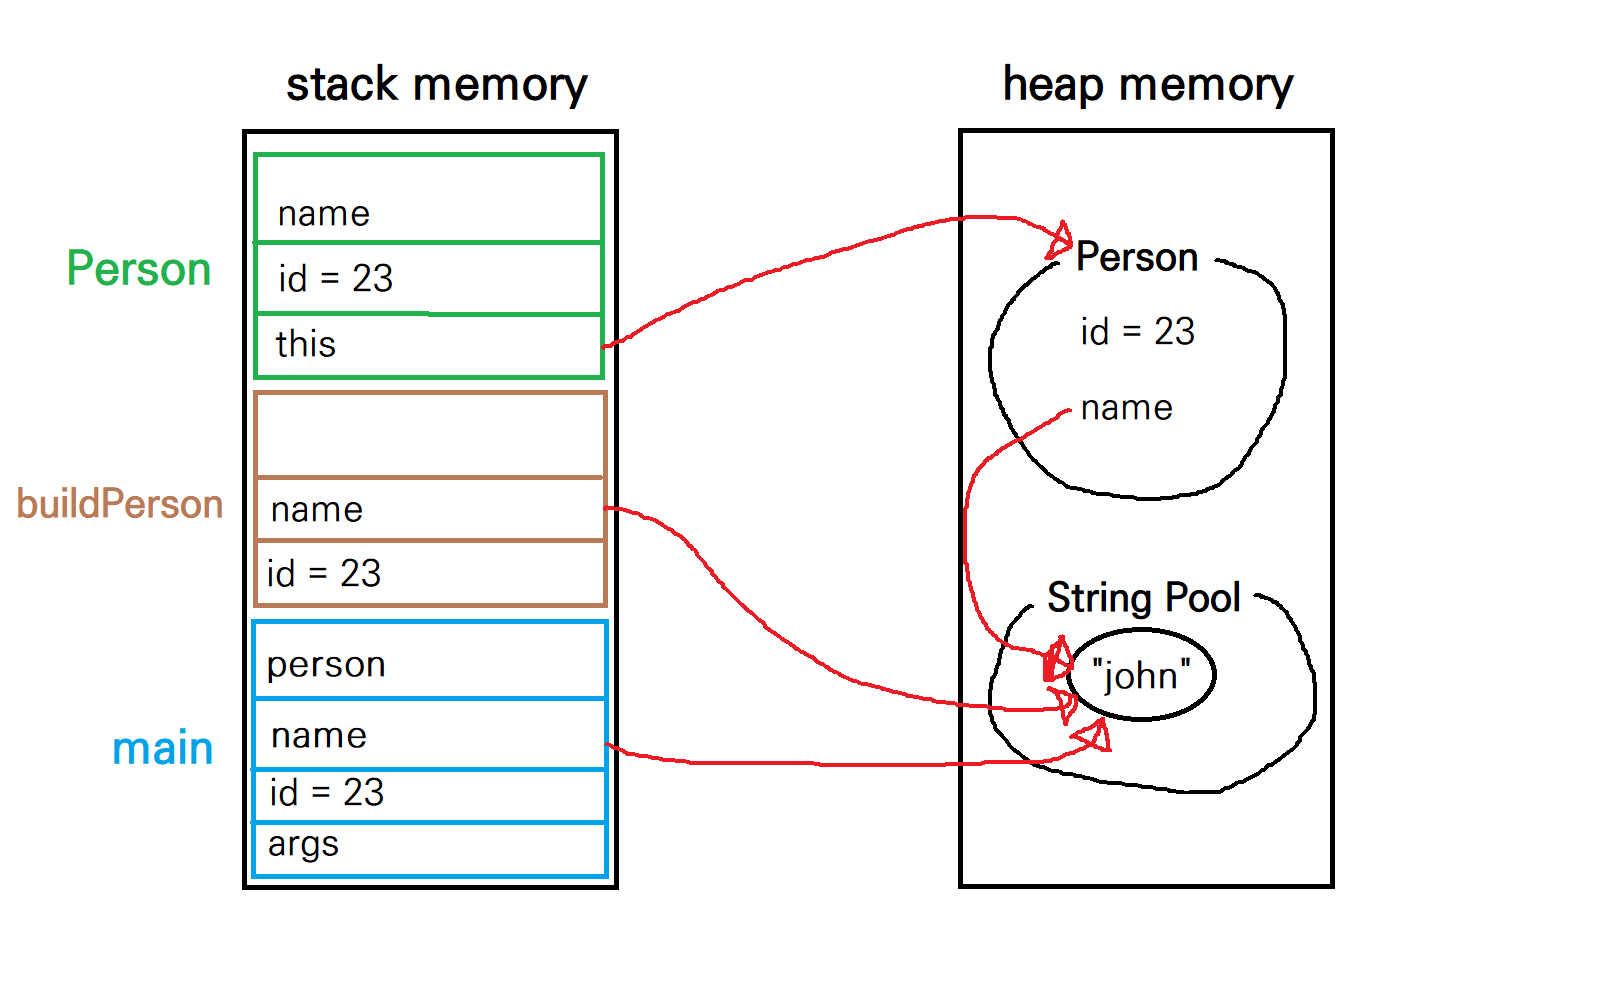 stack memory
heap memory
Person
name
id = 23
this
buildPerson
name
id = 23
main
person
name
id = 23
args
Person
id = 23
name
String Pool
"john"